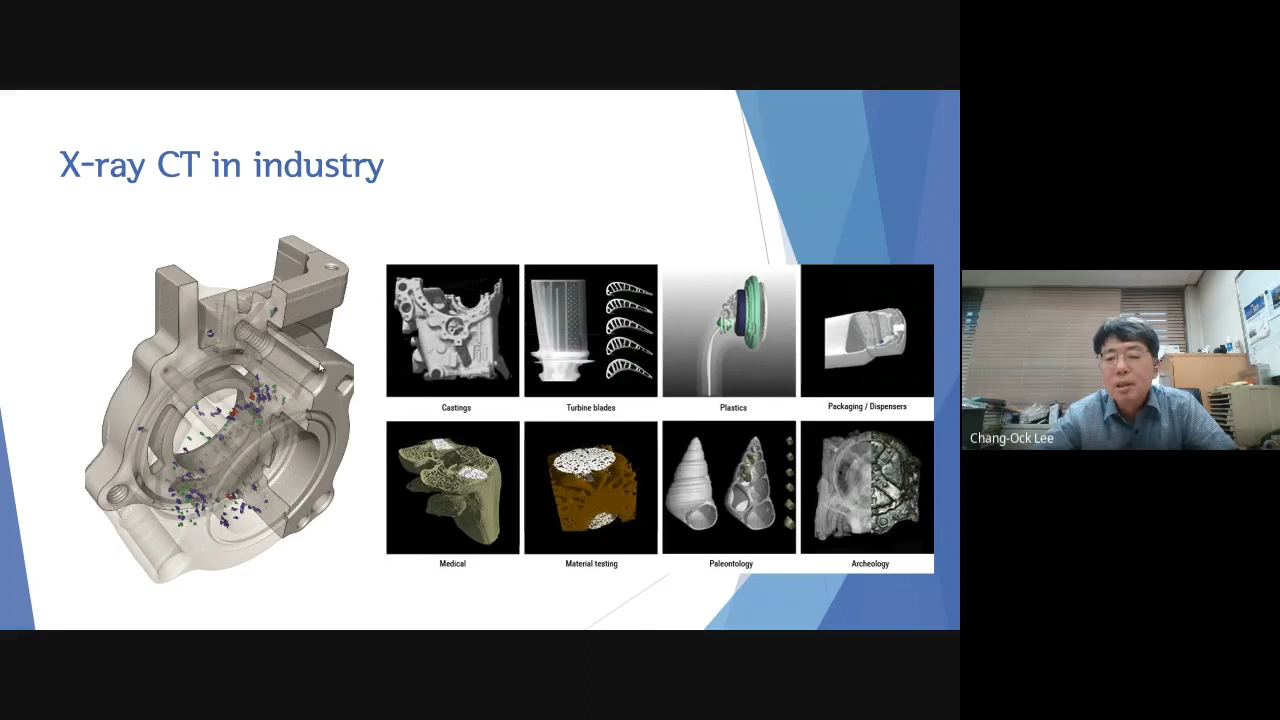 X-ray CT in industry
Castings
Turbine blades
Plastics
Packaging / Dispensers
Medical
Material testing
Paleontology
Archeology
Chang-Ock Lee